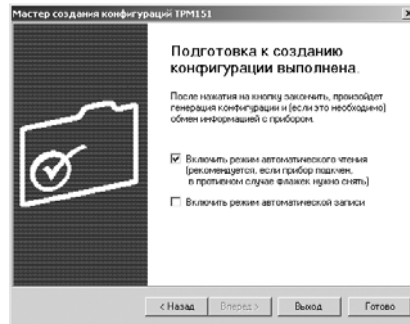 Мастер создания конфигураций ТРМ151
Подготовка к созданию
конфигурации выполнена.
После нажатия на кнопку закончить, произойдет
генерация конфигурации и (если это необходимо)
обмен информацией с прибором.
Включить режим автоматического чтения
(рекомендуется, если прибор подкчен,
в противном случае флажек нужно снять)
Включить режим автоматической записи
< Назад
Вперед >
Выход
Готово